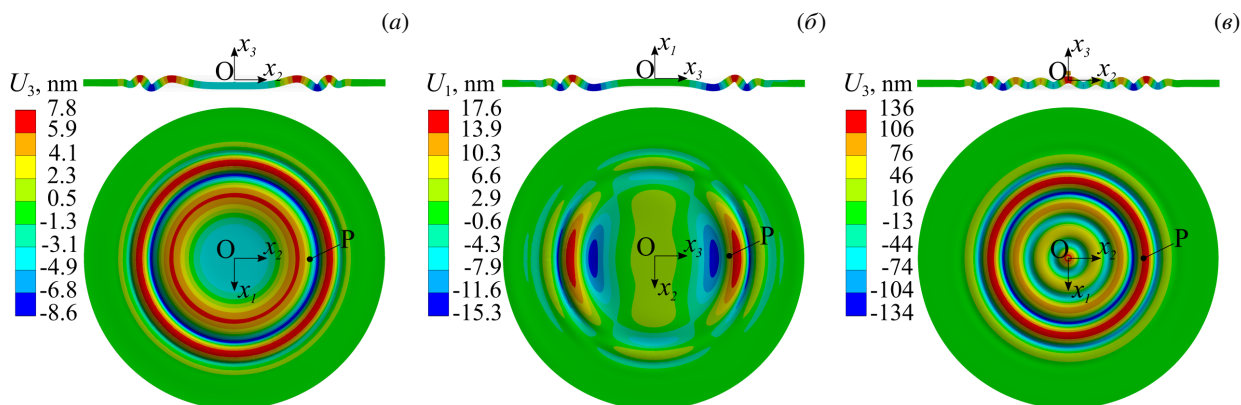 (а)
x3
O
x2
U3, nm
7.8
5.9
4.1
2.3
0.5
-1.3
-3.1
-4.9
-6.8
-8.6
O
x2
P
x1
(б)
x1
O
x3
U1, nm
17.6
13.9
10.3
6.6
2.9
-0.6
-4.3
-7.9
-11.6
-15.3
O
x3
P
x2
(в)
x3
O
x2
U3, nm
136
106
76
46
16
-13
-44
-74
-104
-134
O
x2
P
x1